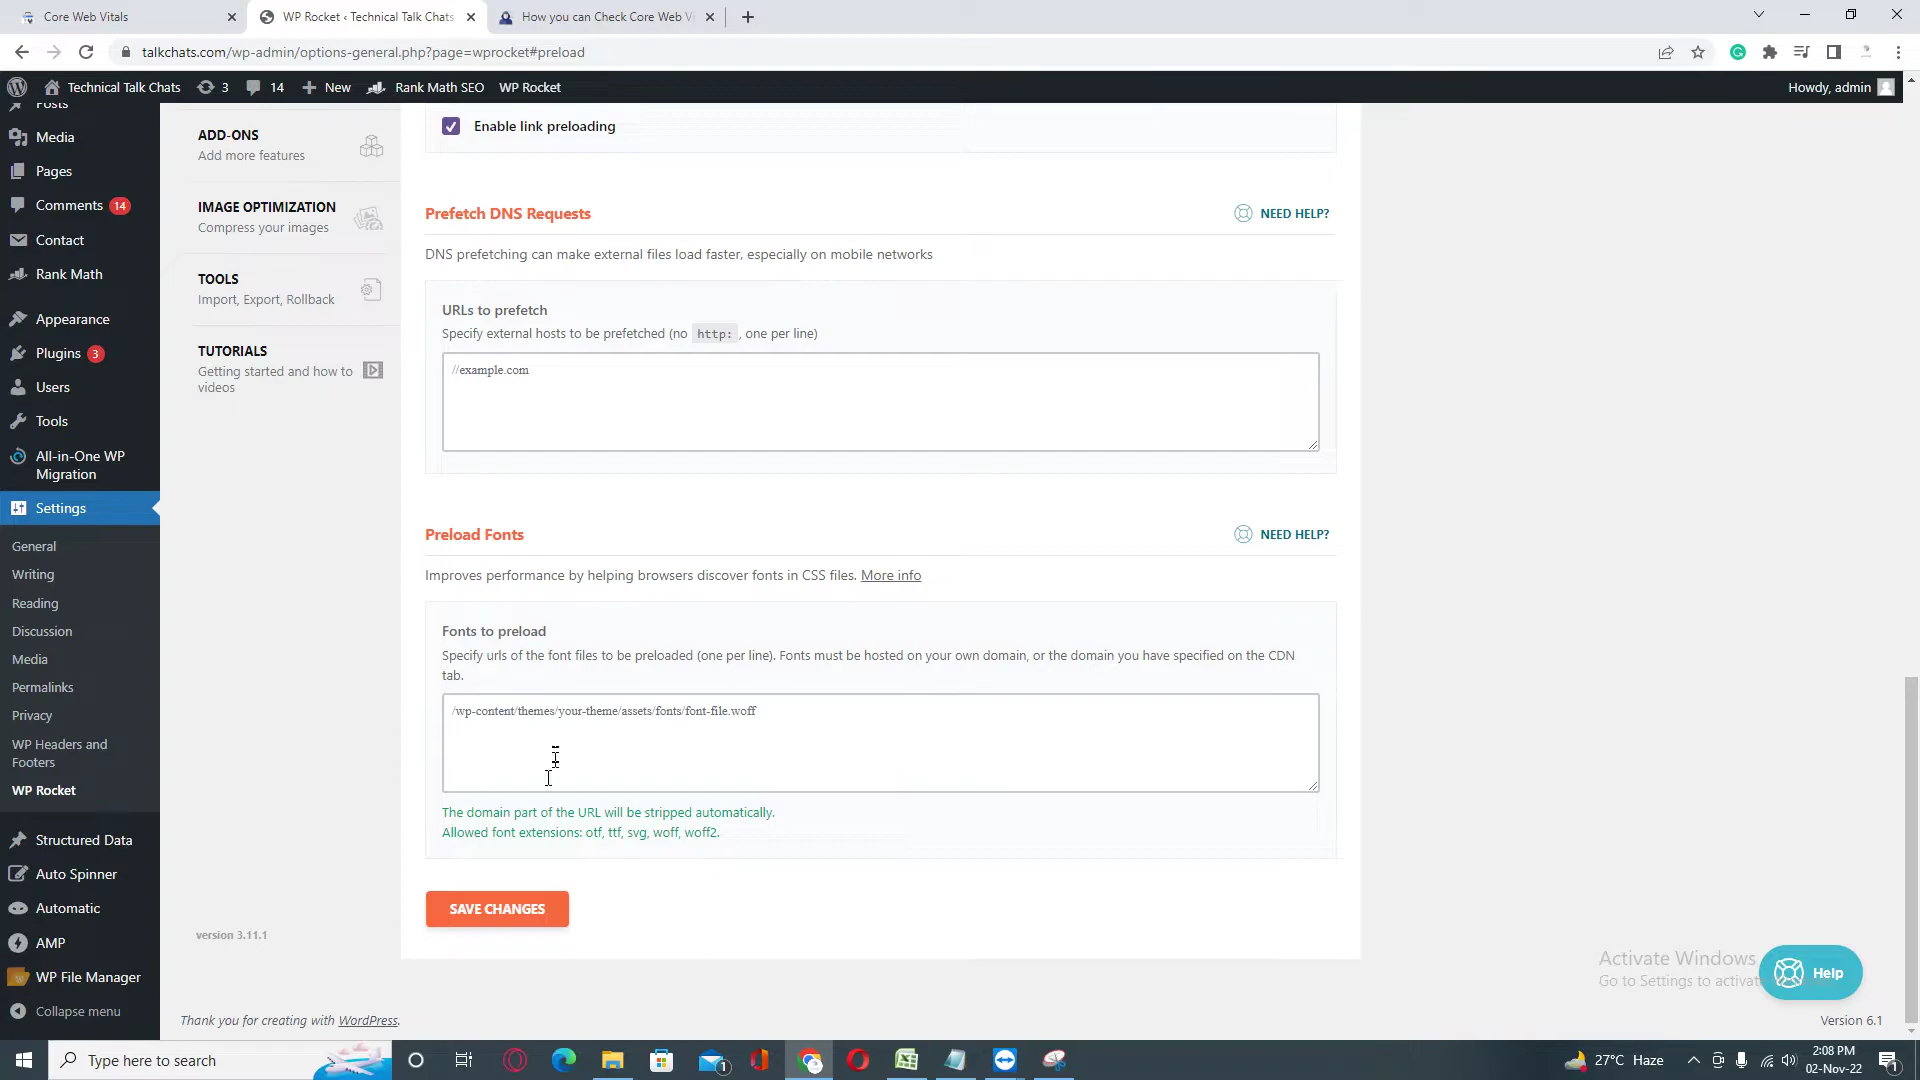 Core Web Vitals
WP Rocket ‹ Technical Talk Chats
How you can Check Core Web Vi
talkchats.com/wp-admin/options-general.php?page=wprocket#preload
Technical Talk Chats
3
14
New
Rank Math SEO
WP Rocket
Howdy, admin
Posts
Media
Pages
Comments 14
Contact
Rank Math
Appearance
Plugins 3
Users
Tools
All-in-One WP
Migration
Settings
General
Writing
Reading
Discussion
Media
Permalinks
Privacy
WP Headers and
Footers
WP Rocket
Structured Data
Auto Spinner
Automatic
AMP
WP File Manager
Collapse menu
ADD-ONS
Add more features
IMAGE OPTIMIZATION
Compress your images
TOOLS
Import, Export, Rollback
TUTORIALS
Getting started and how to
videos
version 3.11.1
Enable link preloading
Prefetch DNS Requests
NEED HELP?
DNS prefetching can make external files load faster, especially on mobile networks
URLs to prefetch
Specify external hosts to be prefetched (no http: , one per line)
//example.com
Preload Fonts
NEED HELP?
Improves performance by helping browsers discover fonts in CSS files. More info
Fonts to preload
Specify urls of the font files to be preloaded (one per line). Fonts must be hosted on your own domain, or the domain you have specified on the CDN
tab.
/wp-content/themes/your-theme/assets/fonts/font-file.woff
The domain part of the URL will be stripped automatically.
Allowed font extensions: otf, ttf, svg, woff, woff2.
SAVE CHANGES
Activate Windows
Go to Settings to activat
Help
Thank you for creating with WordPress.
Version 6.1
Type here to search
1
27°C Haze
2:08 PM
02-Nov-22
1